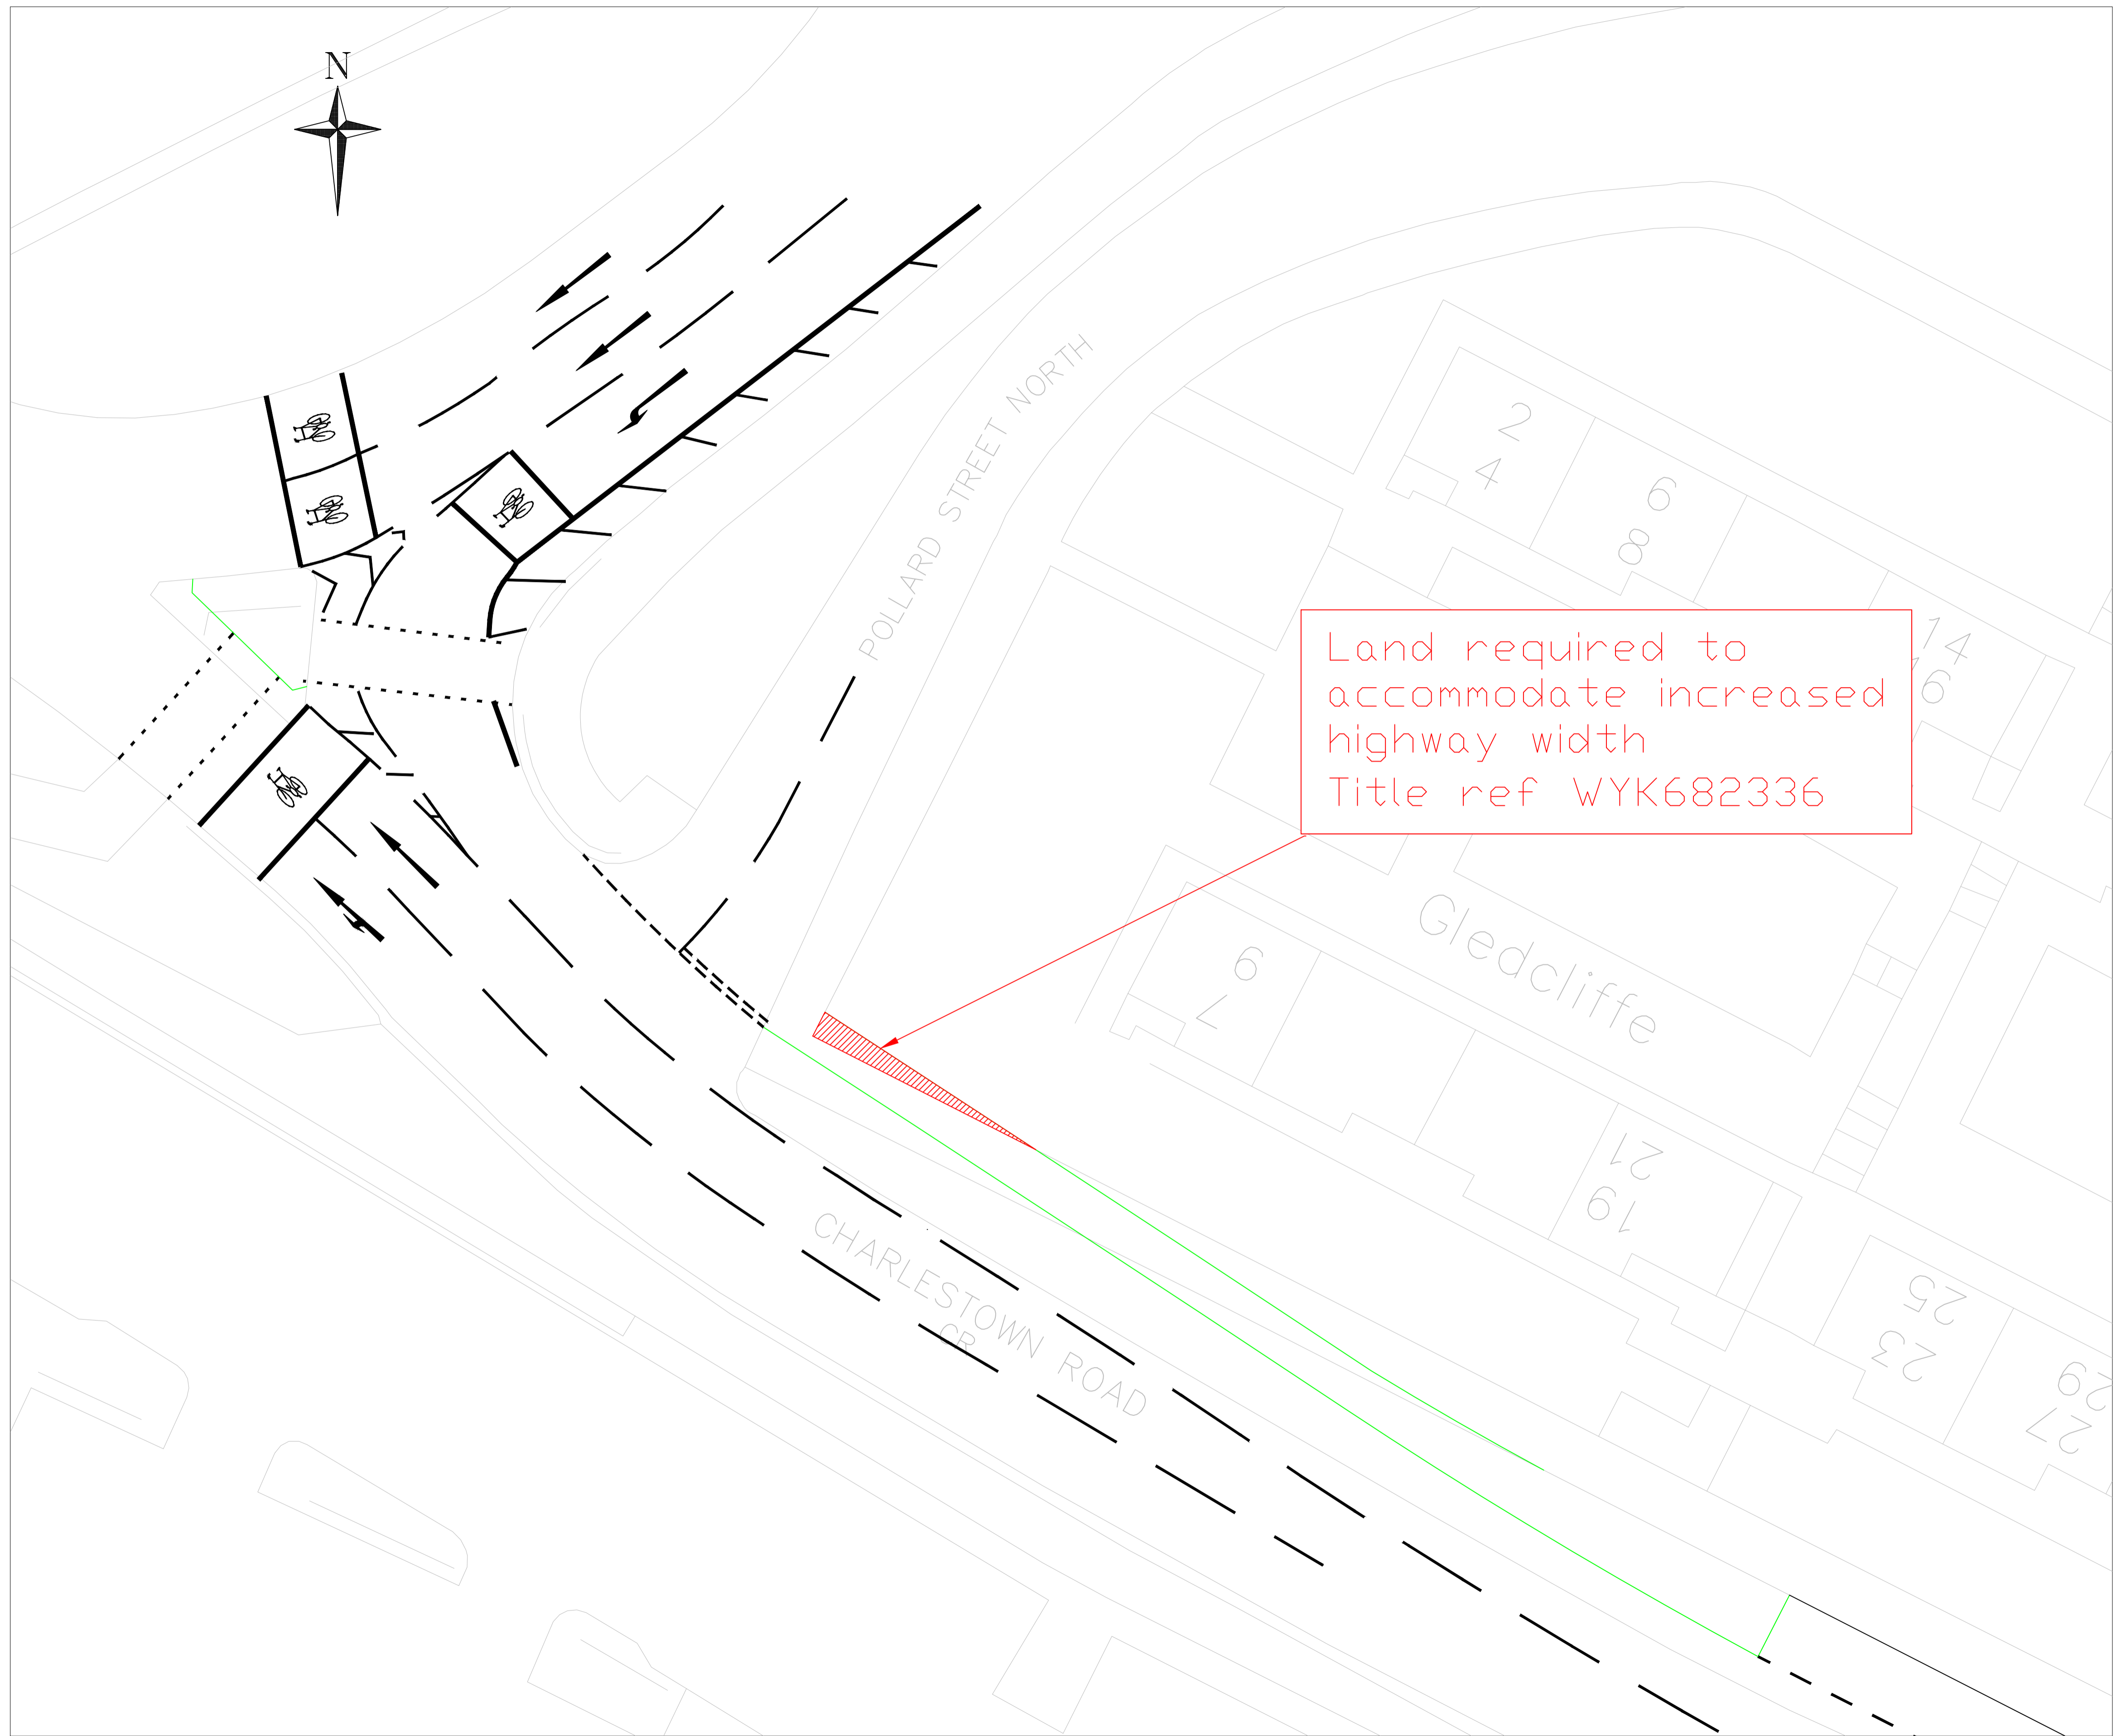 N
POLLARD STREET NORTH
2
4
6
8
14
16
Land required to
accommodate increased
highway width
Title ref WYK682336
Gledcliffe
9
7
21
19
25
23
29
27
CHARLESTOWN ROAD